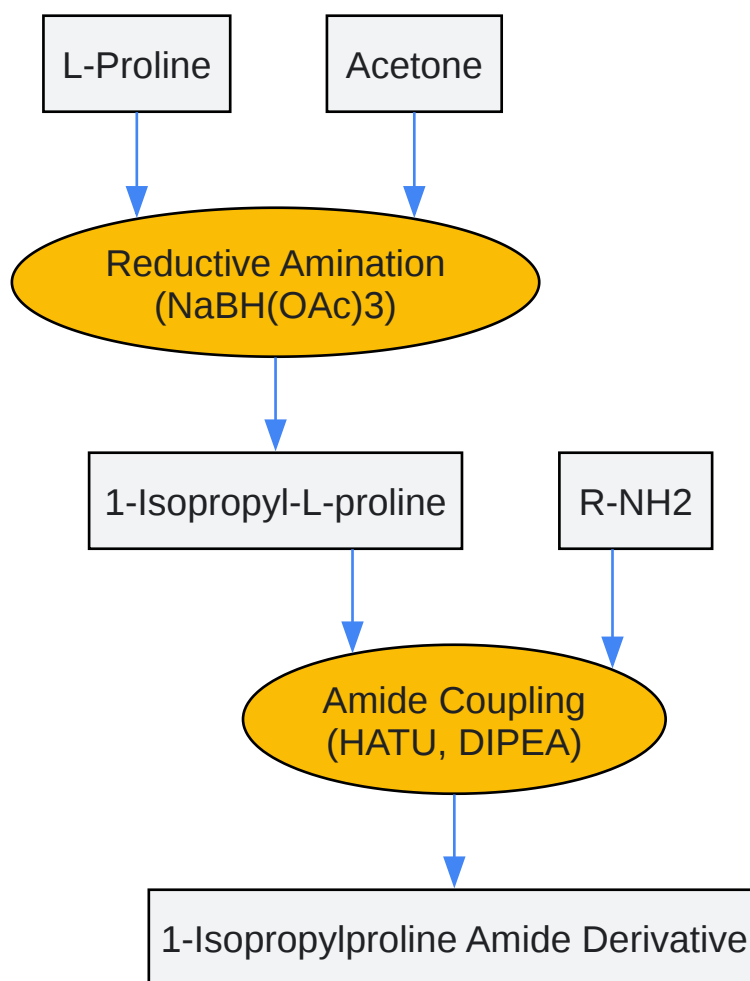 L-Proline
Acetone
Reductive Amination
(NaBH(OAc)3)
1-Isopropyl-L-proline
R-NH2
Amide Coupling
(HATU, DIPEA)
1-Isopropylproline Amide Derivative